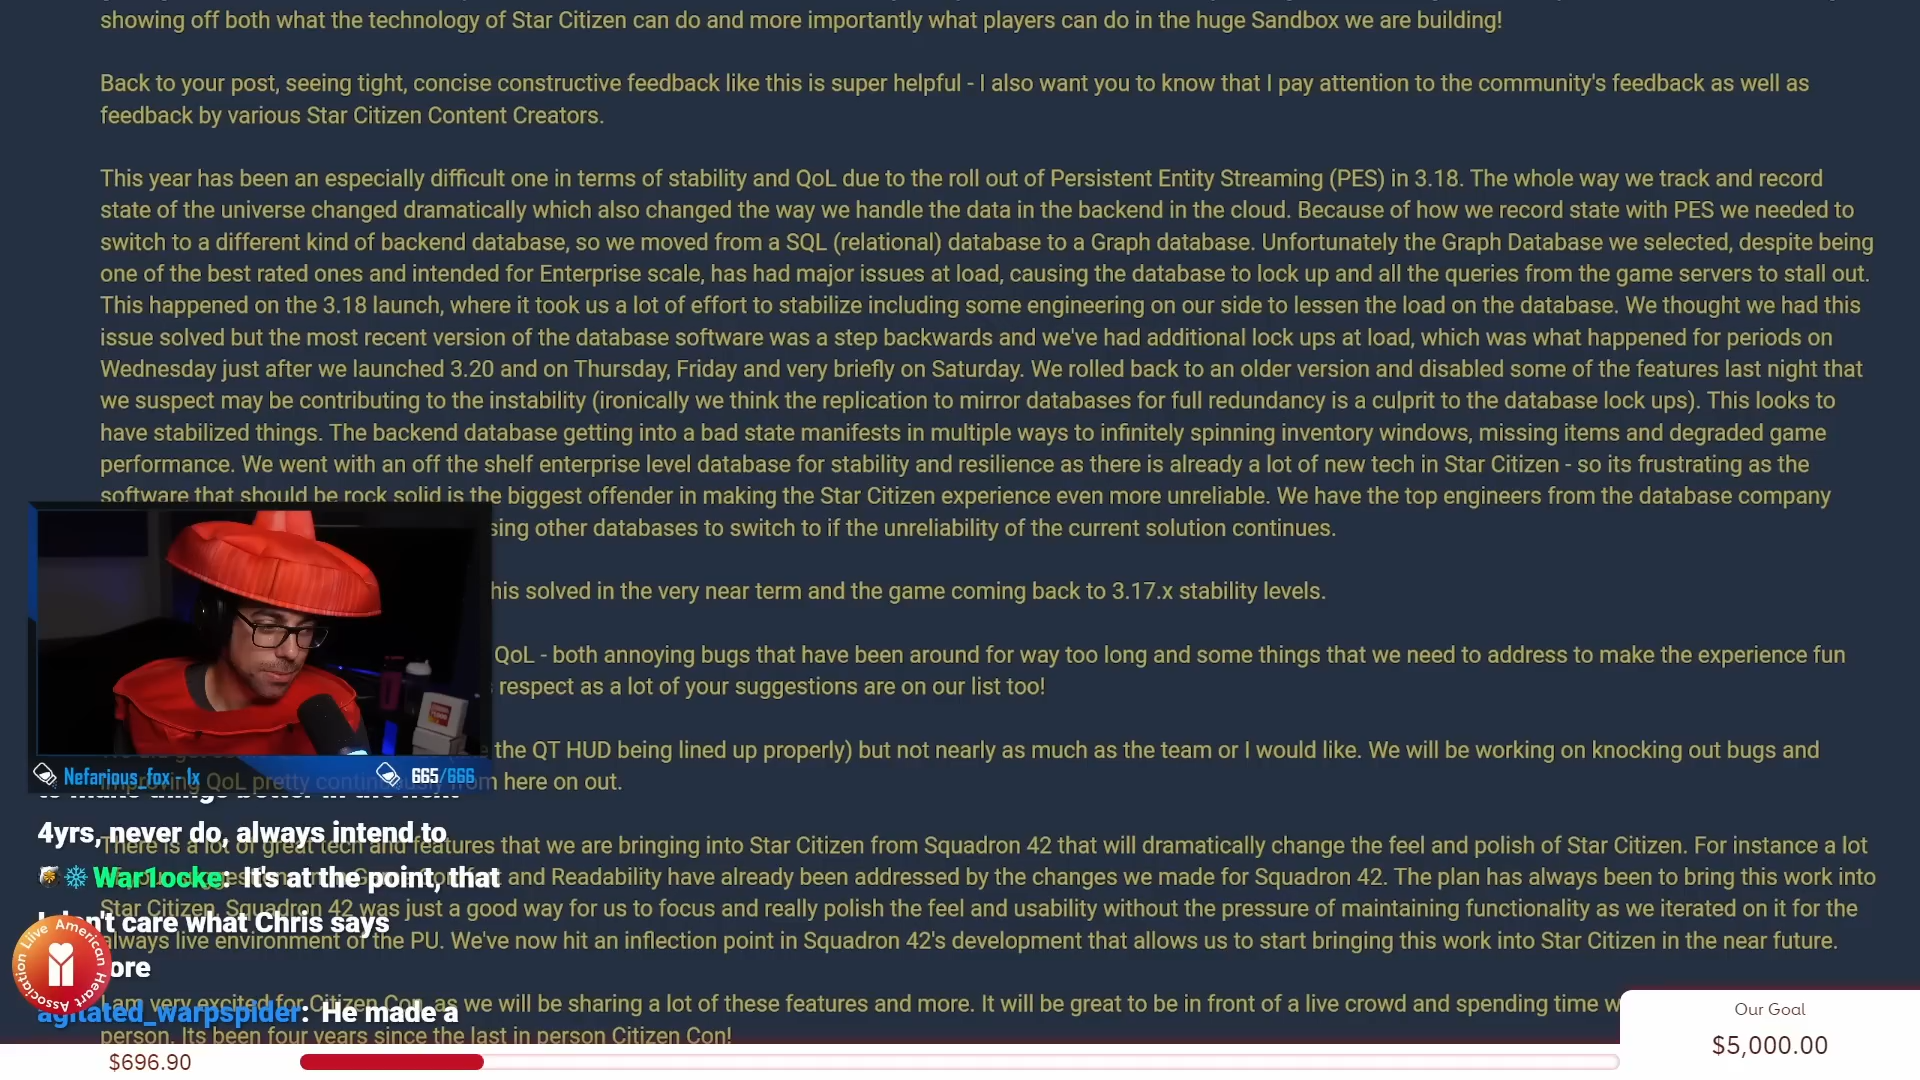 showing off both what the technology of Star Citizen can do and more importantly what players can do in the huge Sandbox we are building!
Back to your post, seeing tight, concise constructive feedback like this is super helpful - I also want you to know that I pay attention to the community's feedback as well as
feedback by various Star Citizen Content Creators.
This year has been an especially difficult one in terms of stability and QoL due to the roll out of Persistent Entity Streaming (PES) in 3.18. The whole way we track and record
state of the universe changed dramatically which also changed the way we handle the data in the backend in the cloud. Because of how we record state with PES we needed to
switch to a different kind of backend database, so we moved from a SQL (relational) database to a Graph database. Unfortunately the Graph Database we selected, despite being
one of the best rated ones and intended for Enterprise scale, has had major issues at load, causing the database to lock up and all the queries from the game servers to stall out.
This happened on the 3.18 launch, where it took us a lot of effort to stabilize including some engineering on our side to lessen the load on the database. We thought we had this
issue solved but the most recent version of the database software was a step backwards and we've had additional lock ups at load, which was what happened for periods on
Wednesday just after we launched 3.20 and on Thursday, Friday and very briefly on Saturday. We rolled back to an older version and disabled some of the features last night that
we suspect may be contributing to the instability (ironically we think the replication to mirror databases for full redundancy is a culprit to the database lock ups). This looks to
have stabilized things. The backend database getting into a bad state manifests in multiple ways to infinitely spinning inventory windows, missing items and degraded game
performance. We went with an off the shelf enterprise level database for stability and resilience as there is already a lot of new tech in Star Citizen - so its frustrating as the
software that should be rock solid is the biggest offender in making the Star Citizen experience even more unreliable. We have the top engineers from the database company
sing other databases to switch to if the unreliability of the current solution continues.
his solved in the very near term and the game coming back to 3.17.x stability levels.
QoL - both annoying bugs that have been around for way too long and some things that we need to address to make the experience fun
respect as a lot of your suggestions are on our list too!
the QT HUD being lined up properly) but not nearly as much as the team or I would like. We will be working on knocking out bugs and
improving QoL pretty continuously from here on out.
Nefarious_fox - 1x 665/666
to make things better in the next
4yrs, never do, always intend to
There is a lot of great tech and features that we are bringing into Star Citizen from Squadron 42 that will dramatically change the feel and polish of Star Citizen. For instance a lot
War1ocke: It's at the point, that
and Readability have already been addressed by the changes we made for Squadron 42. The plan has always been to bring this work into
Star Citizen. Squadron 42 was just a good way for us to focus and really polish the feel and usability without the pressure of maintaining functionality as we iterated on it for the
't care what Chris says
always live environment of the PU. We've now hit an inflection point in Squadron 42's development that allows us to start bringing this work into Star Citizen in the near future.
ore
Live American Heart Association
I am very excited for Citizen Con, as we will be sharing a lot of these features and more. It will be great to be in front of a live crowd and spending time w
agitated_warpspider: He made a
person. Its been four years since the last in person Citizen Con!
Our Goal
$5,000.00
$696.90